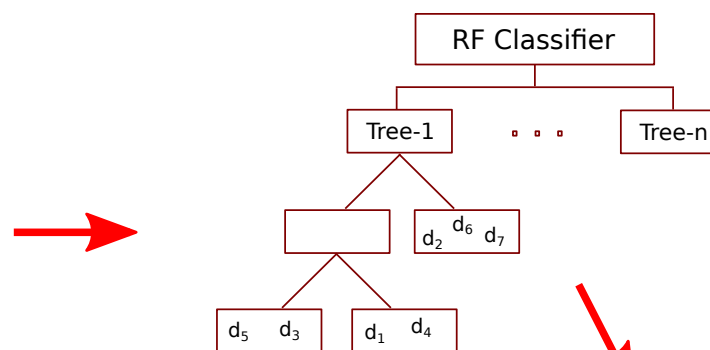 RF Classifier
Tree-1
Tree-n
d₂ d₆ d₇
d₅ d₃
d₁ d₄